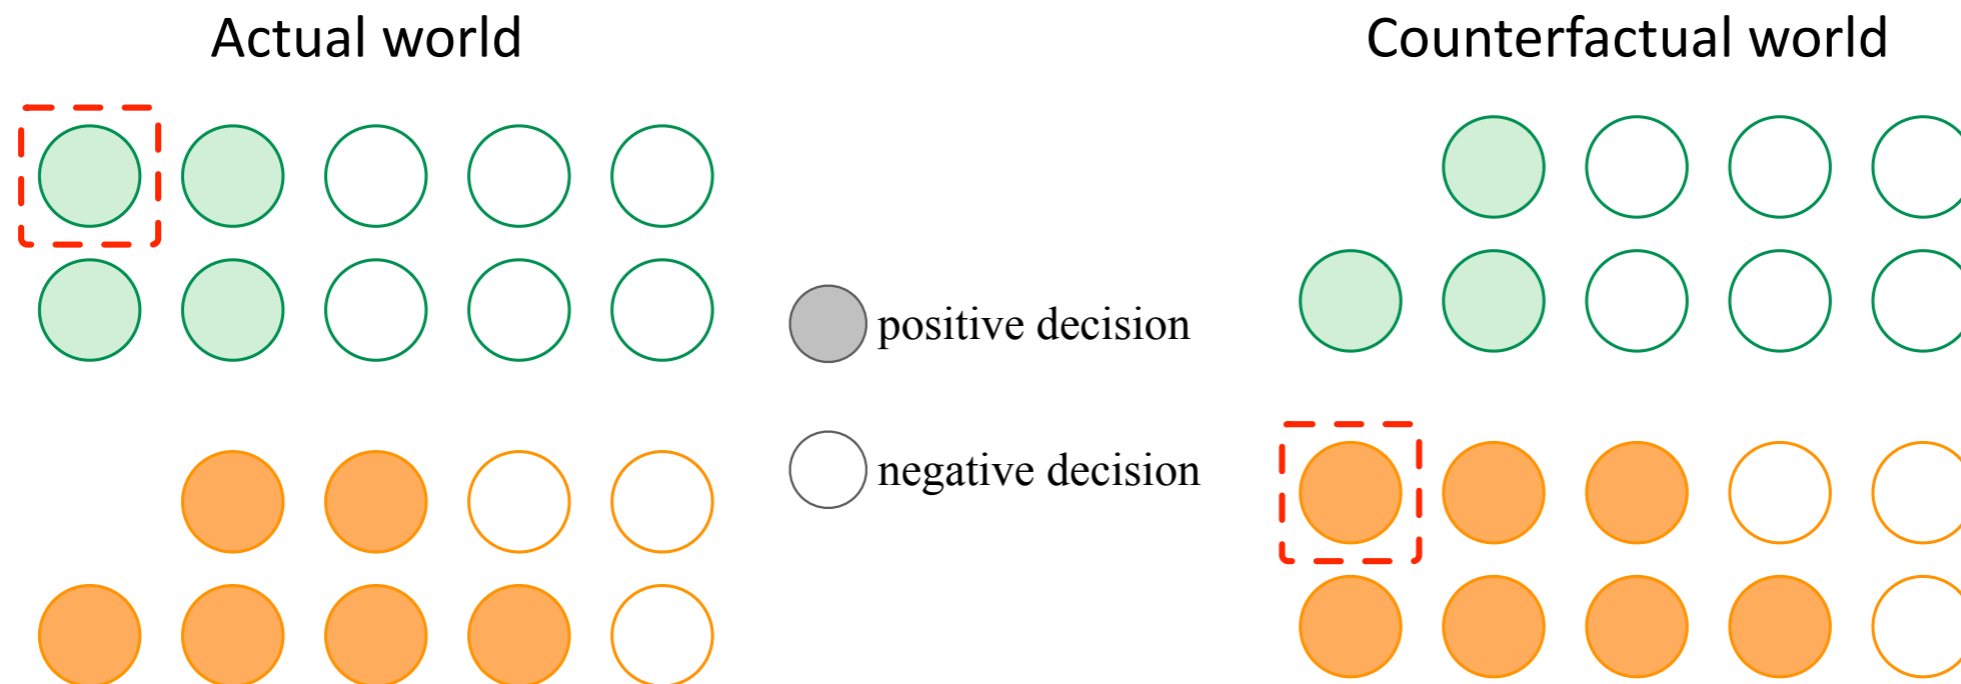 Actual world
Counterfactual world
positive decision
negative decision